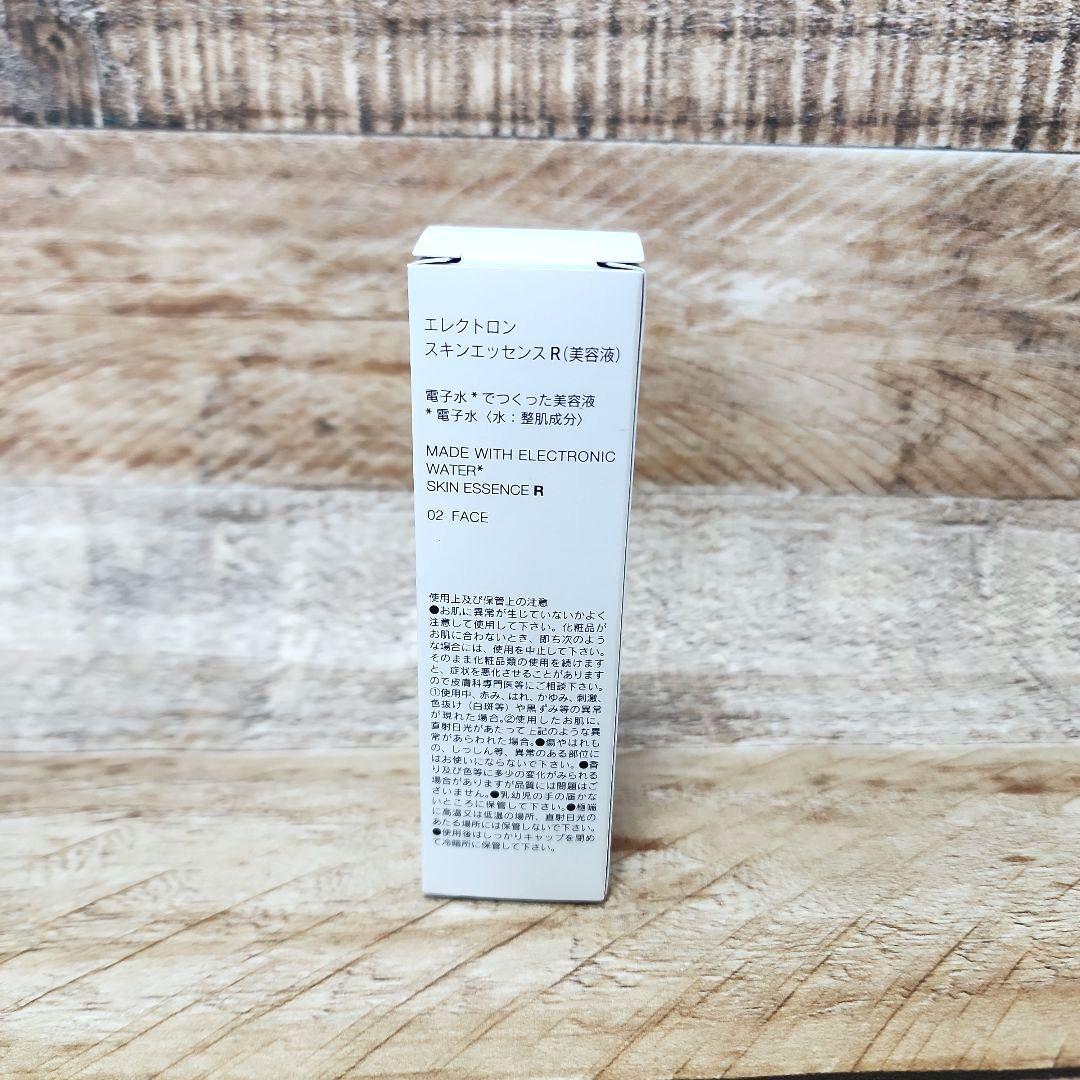 エレクトロン
スキンエッセンスR(美容液)
電子水*でつくった美容液
*電子水〈水：整肌成分〉
MADE WITH ELECTRONIC
WATER*
SKIN ESSENCE R
02 FACE
使用上及び保管上の注意
●お肌に異常が生じていないかよく
注意して使用して下さい。化粧品が
お肌に合わないとき、即ち次のよう
な場合には、使用を中止して下さい。
そのまま化粧品類の使用を続けます
と、症状を悪化させることがあります
ので皮膚科専門医等にご相談下さい。
①使用中、赤み、はれ、かゆみ、刺激、
色抜け（白斑等）や黒ずみ等の異常
が現れた場合。②使用したお肌に、
直射日光があたって上記のような異
常があらわれた場合。●傷やはれも
の、しっしん等、異常のある部位に
はお使いにならないで下さい。●香
り及び色等に多少の変化がみられる
場合がありますが品質には問題はご
ざいません。●乳幼児の手の届かな
いところに保管して下さい。●極端
に高温又は低温の場所、直射日光の
あたる場所には保管しないで下さい。
●使用後はしっかりキャップを閉め
て冷暗所に保管して下さい。